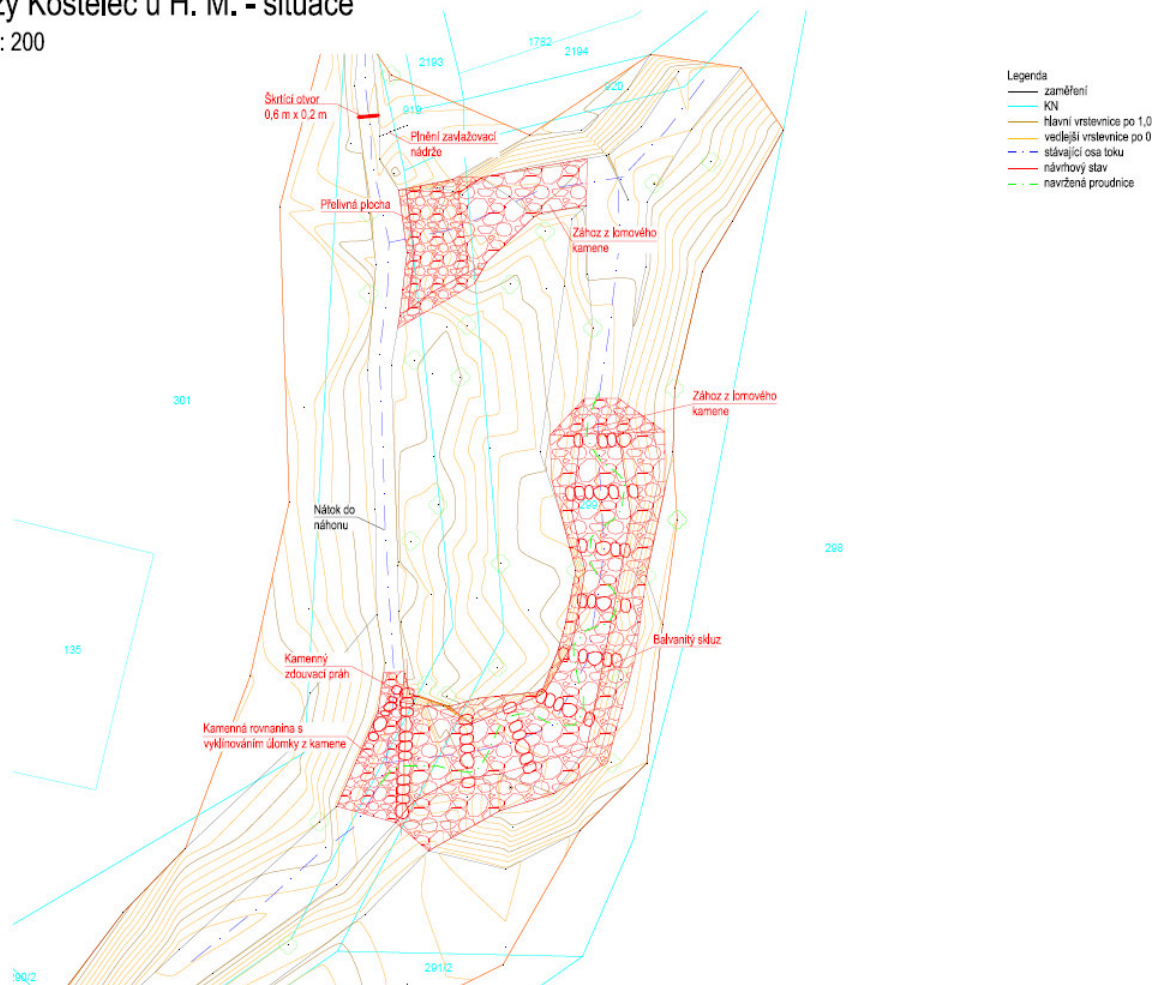 Kostelec u H. M. - situace
: 200
Legenda
zaměření
KN
hlavní vrstevnice po 1,0
vedlejší vrstevnice po 0
stávající osa toku
návrhový stav
navržená proudnice
1782
2194
2193
920
919
Škrtící otvor
0,6 m x 0,2 m
Plnění zavlažovací
nádrže
Přelivná plocha
Zához z lomového
kamene
301
Zához z lomového
kamene
Nátok do
náhonu
299
298
135
Balvanitý skluz
Kamenný
zdouvací práh
Kamenná rovnanina s
vyklínováním úlomky z kamene
291/2